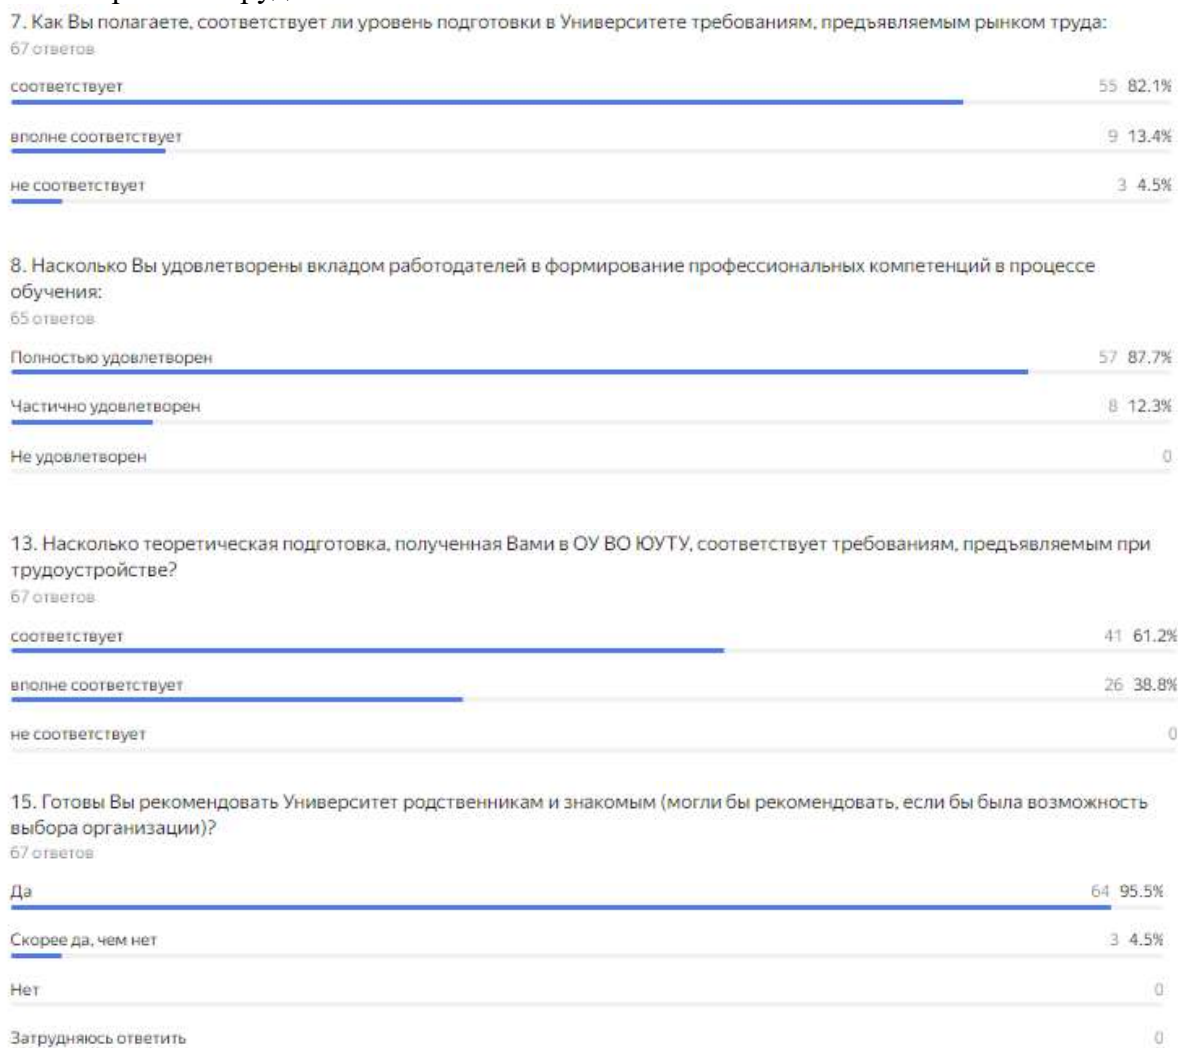 7. Как Вы полагаете, соответствует ли уровень подготовки в Университете требованиям, предъявляемым рынком труда:
67 ответов
соответствует 55 82.1%
вполне соответствует 9 13.4%
не соответствует 3 4.5%
8. Насколько Вы удовлетворены вкладом работодателей в формирование профессиональных компетенций в процессе
обучения:
65 ответов
Полностью удовлетворен 57 87.7%
Частично удовлетворен 8 12.3%
Не удовлетворен 0
13. Насколько теоретическая подготовка, полученная Вами в ОУ ВО ЮУТУ, соответствует требованиям, предъявляемым при
трудоустройстве?
67 ответов
соответствует 41 61.2%
вполне соответствует 26 38.8%
не соответствует 0
15. Готовы Вы рекомендовать Университет родственникам и знакомым (могли бы рекомендовать, если бы была возможность
выбора организации)?
67 ответов
Да 64 95.5%
Скорее да, чем нет 3 4.5%
Нет 0
Затрудняюсь ответить 0